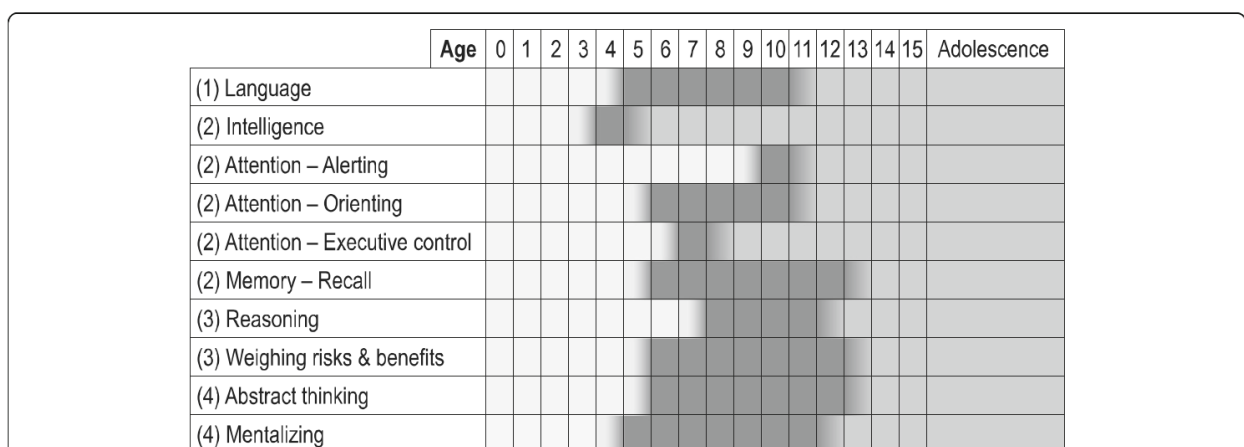 Age 0 1 2 3 4 5 6 7 8 9 10 11 12 13 14 15 Adolescence
(1) Language
(2) Intelligence
(2) Attention – Alerting
(2) Attention – Orienting
(2) Attention – Executive control
(2) Memory – Recall
(3) Reasoning
(3) Weighing risks & benefits
(4) Abstract thinking
(4) Mentalizing